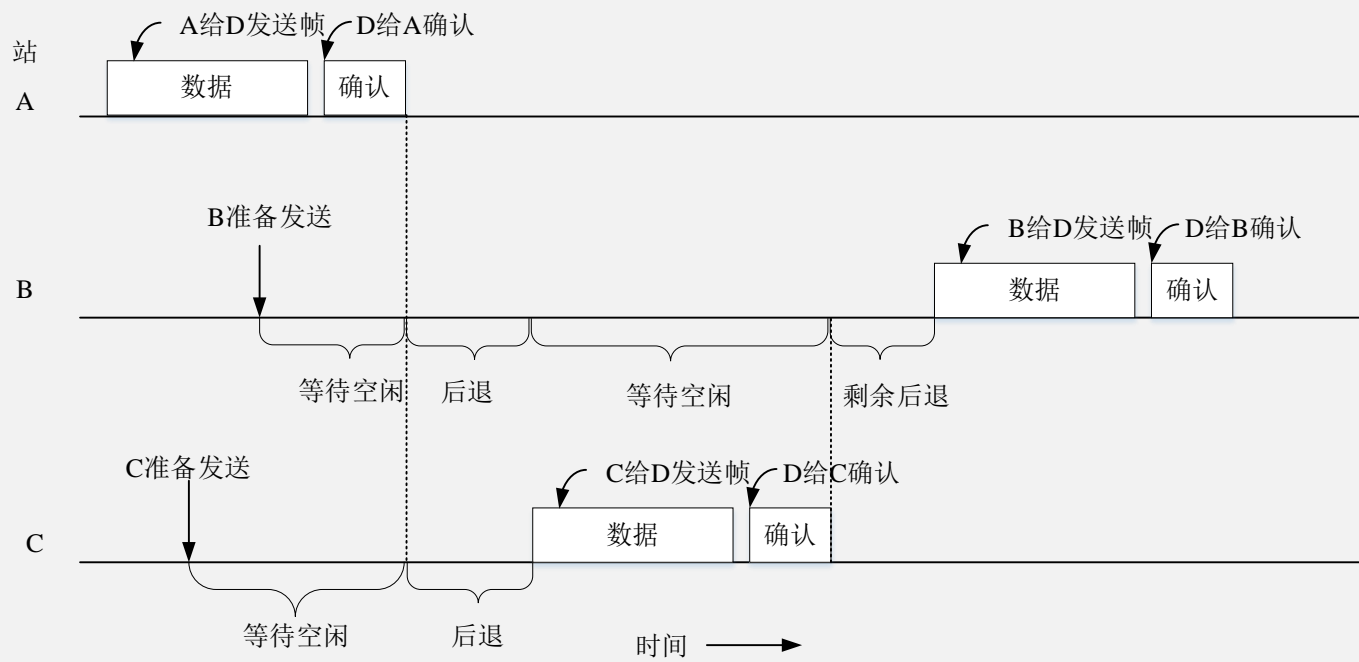 A给D发送帧 D给A确认
站
数据 确认
A
B准备发送
B给D发送帧 D给B确认
B
数据 确认
等待空闲 后退 等待空闲 剩余后退
C准备发送
C给D发送帧 D给C确认
C
数据 确认
等待空闲 后退
时间